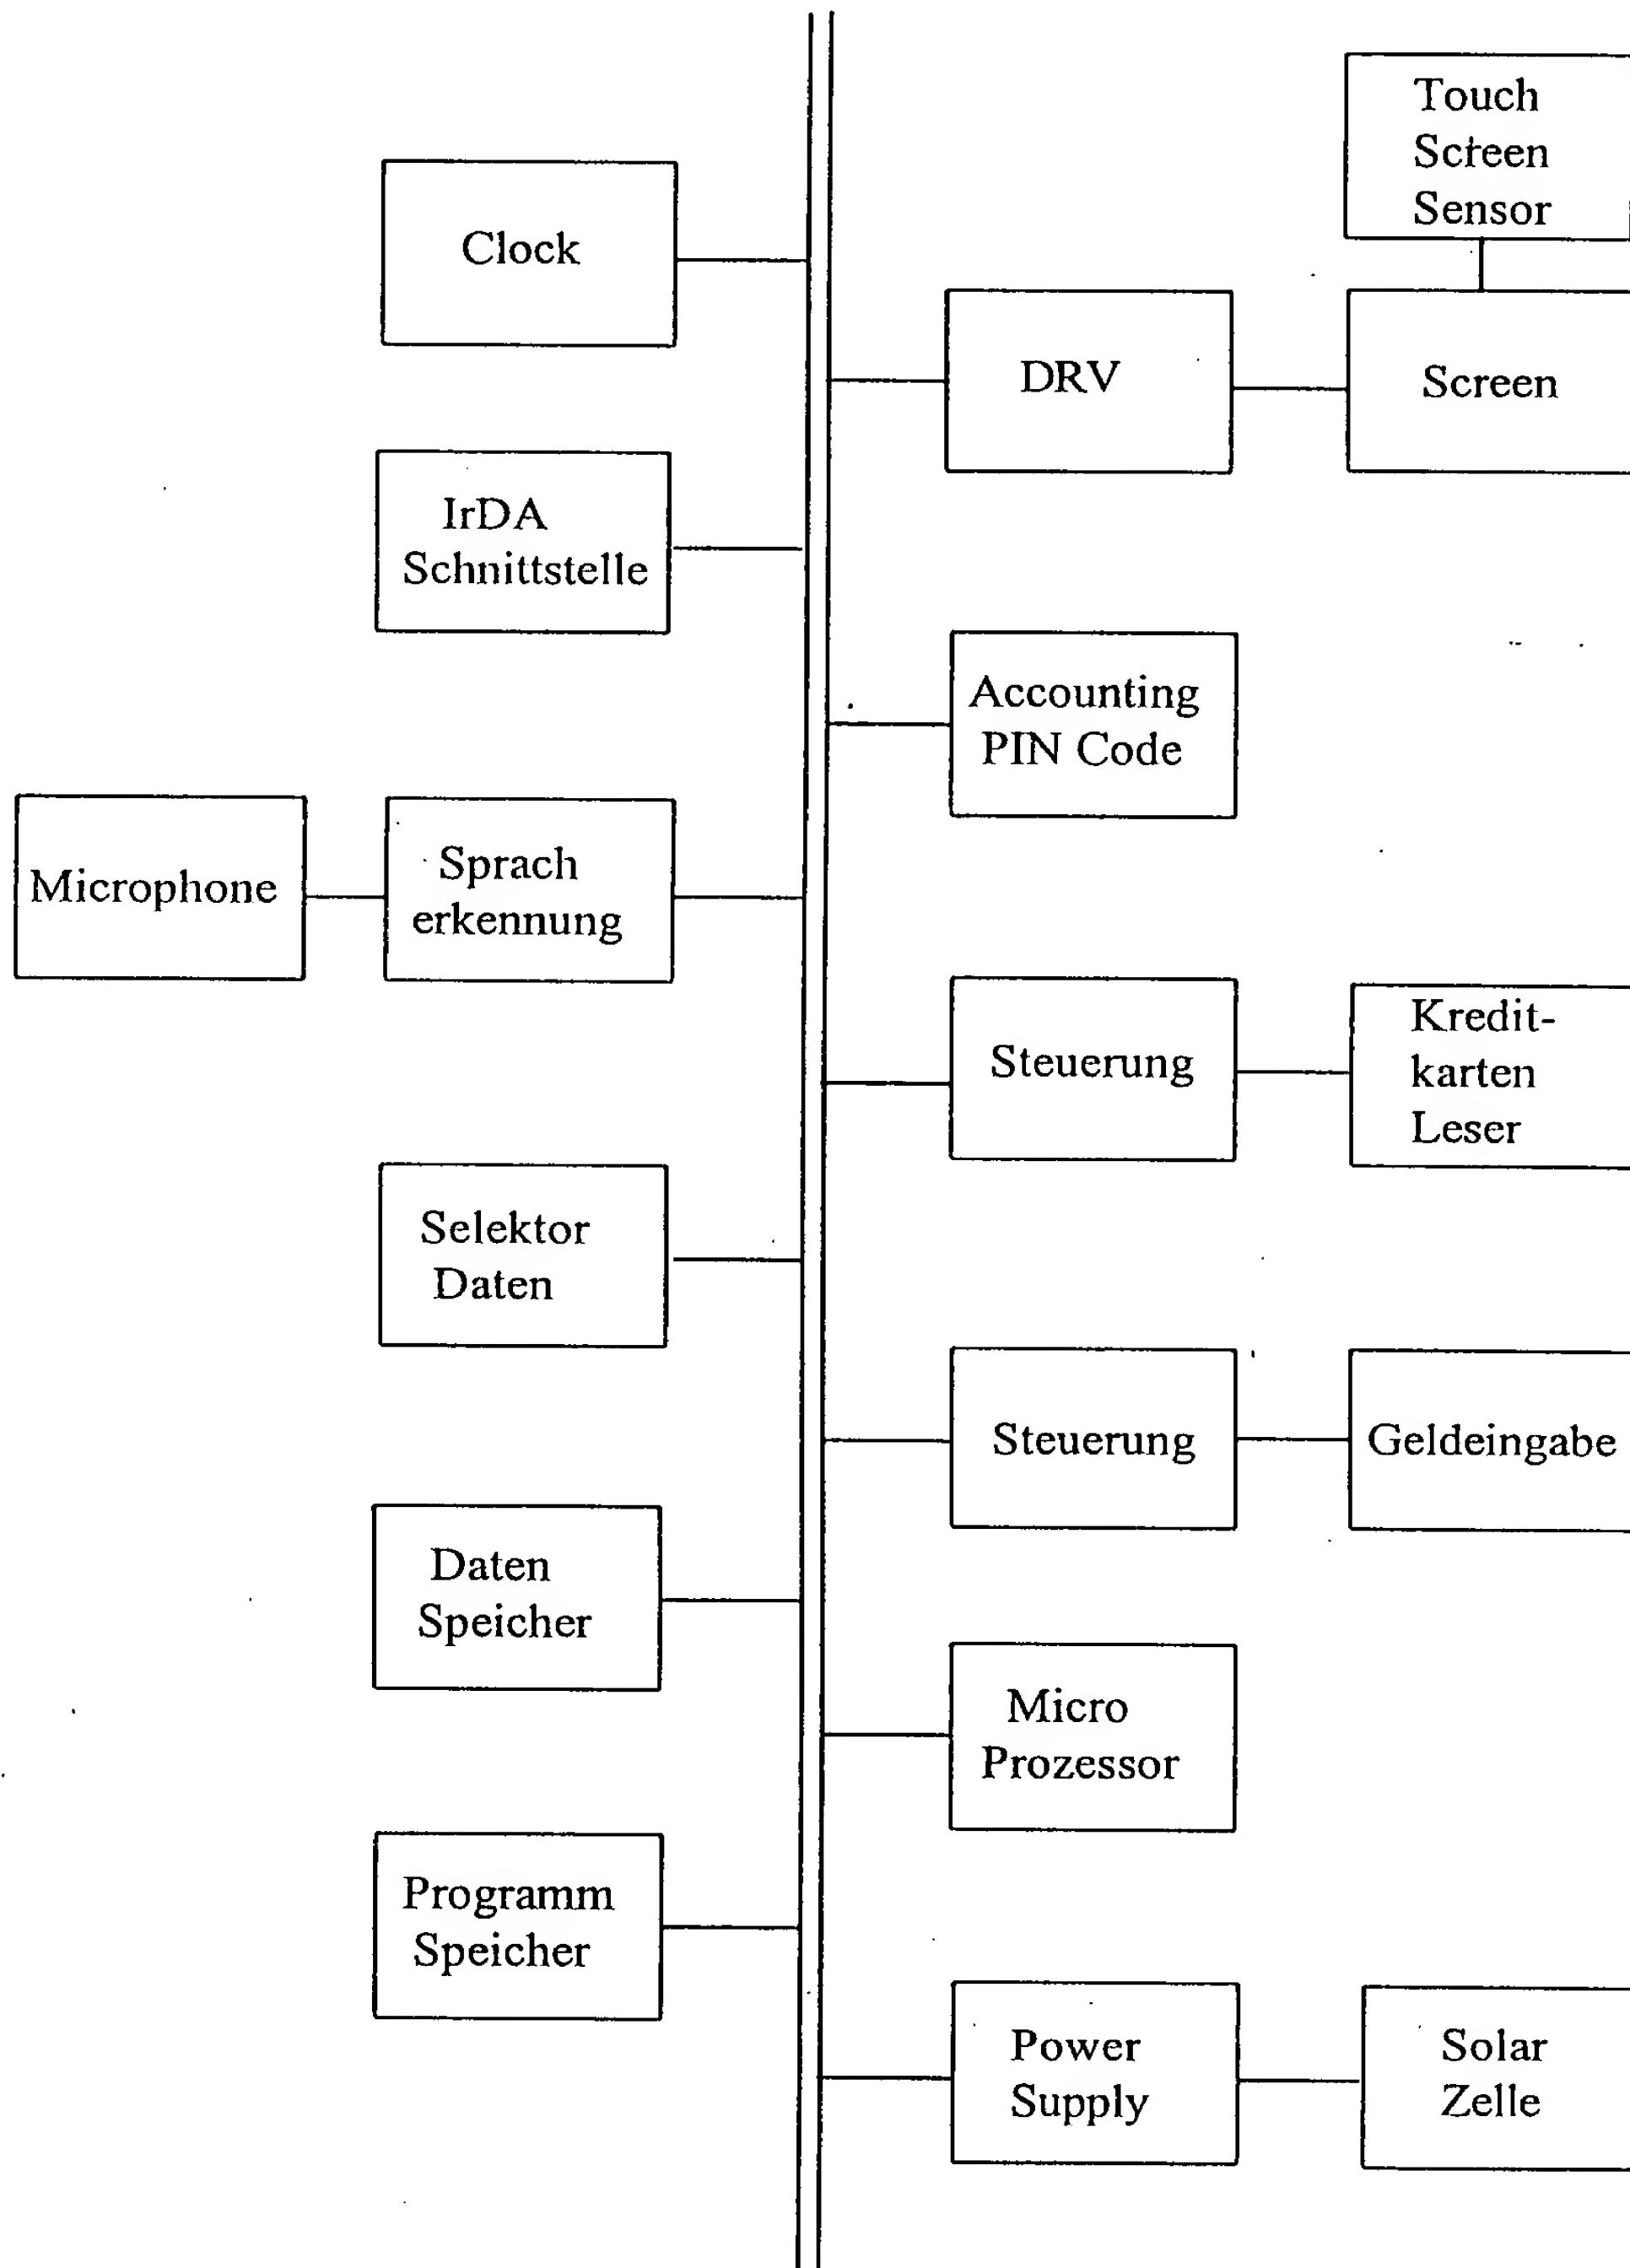 Touch
Screen
Sensor
Clock
DRV
Screen
IrDA
Schnittstelle
Accounting
PIN Code
Microphone
Sprach
erkennung
Steuerung
Kredit-
karten
Leser
Selektor
Daten
Steuerung
Geldeingabe
Daten
Speicher
Micro
Prozessor
Programm
Speicher
Power
Supply
Solar
Zelle